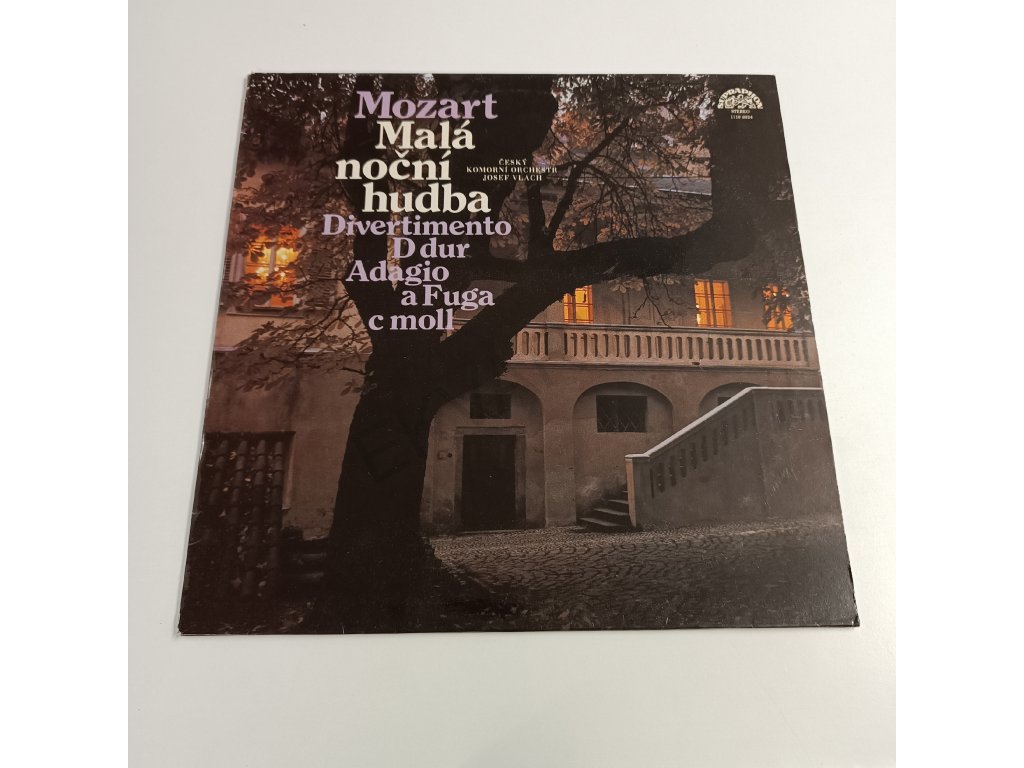 Mozart
Malá
noční
hudba
Divertimento
D dur
Adagio
a Fuga
c moll
ČESKÝ
KOMORNÍ ORCHESTR
JOSEF VLACH
SUPRAPHON
STEREO